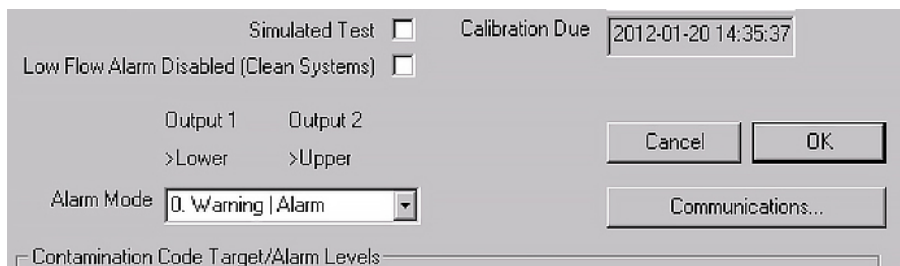 Simulated Test
Calibration Due 2012-01-20 14:35:37
Low Flow Alarm Disabled (Clean Systems)
Output 1 Output 2
>Lower >Upper
Cancel OK
Alarm Mode 0. Warning | Alarm
Communications...
Contamination Code Target/Alarm Levels